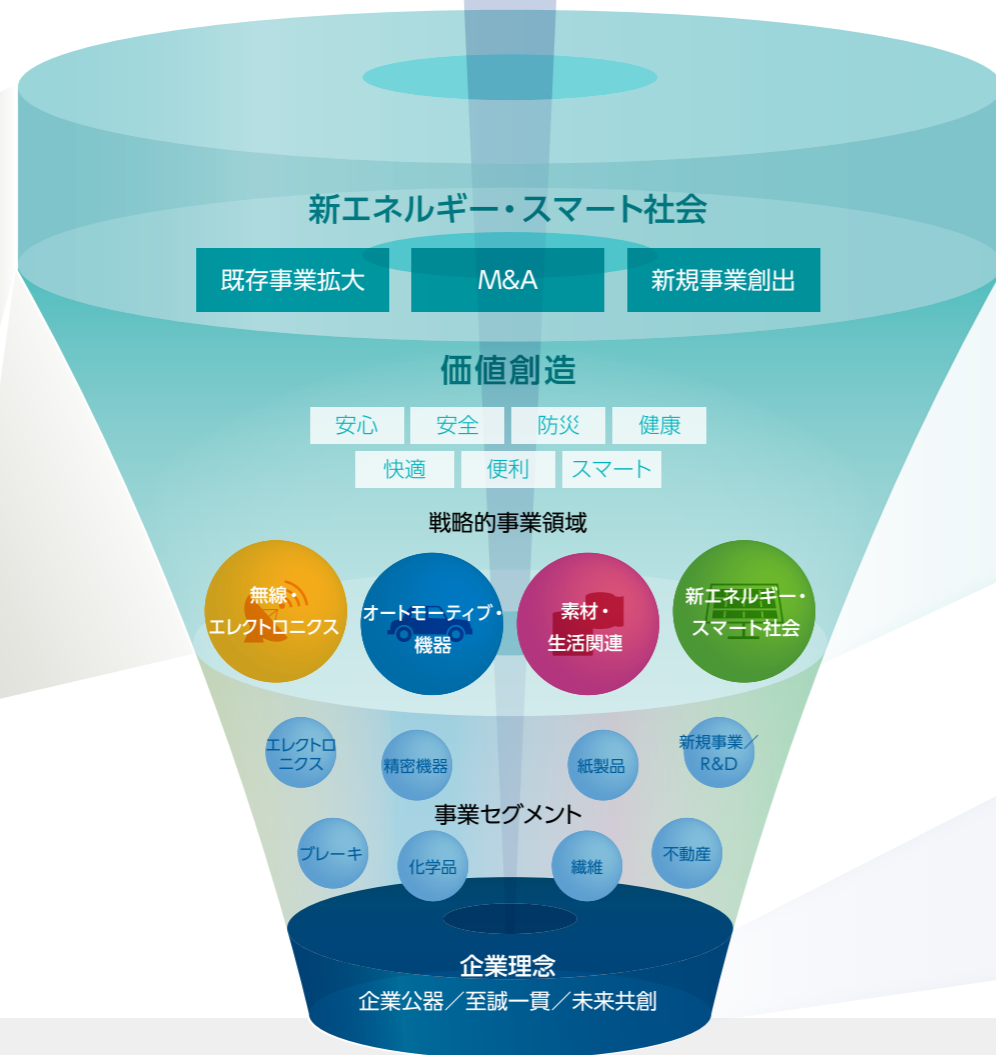 新エネルギー・スマート社会
既存事業拡大
M&A
新規事業創出
価値創造
安心
安全
防災
健康
快適
便利
スマート
戦略的事業領域
無線・
エレクトロニクス
オートモーティブ・
機器
素材・
生活関連
新エネルギー・
スマート社会
エレクトロ
ニクス
精密機器
紙製品
新規事業／
R&D
事業セグメント
ブレーキ
化学品
繊維
不動産
企業理念
企業公器／至誠一貫／未来共創